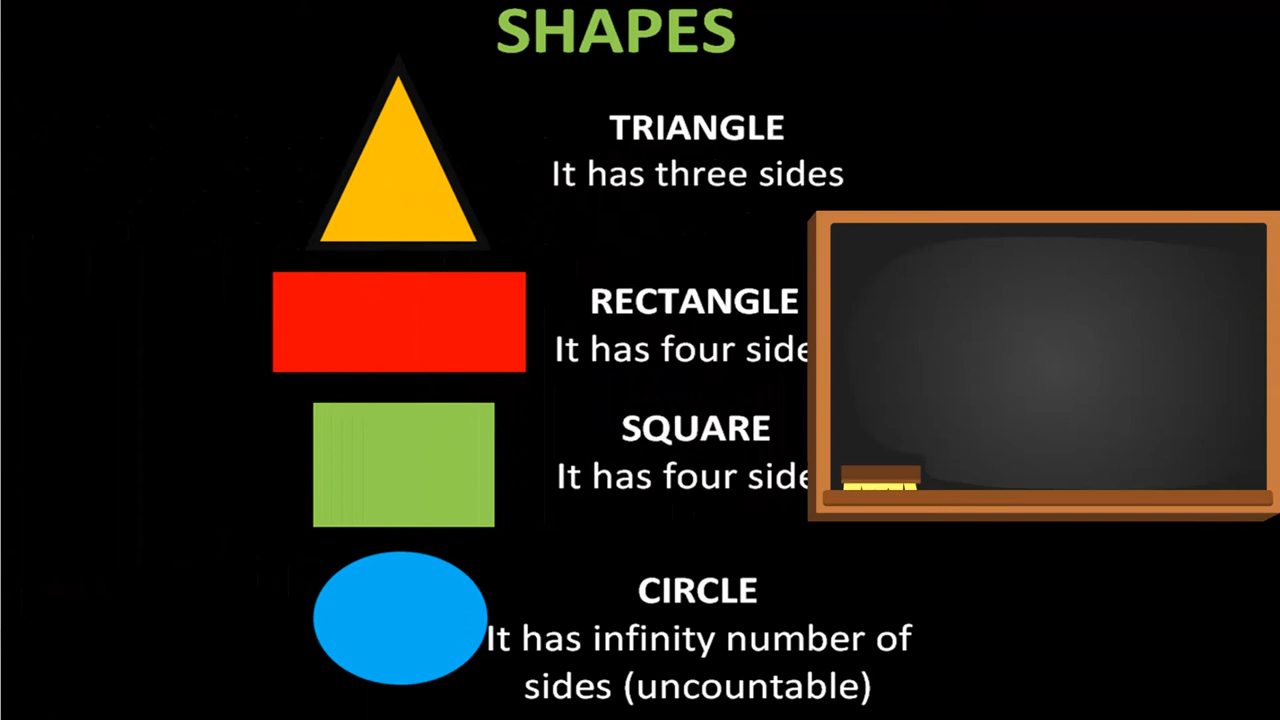 SHAPES
TRIANGLE
It has three sides
RECTANGLE
It has four side
SQUARE
It has four side
CIRCLE
It has infinity number of
sides (uncountable)